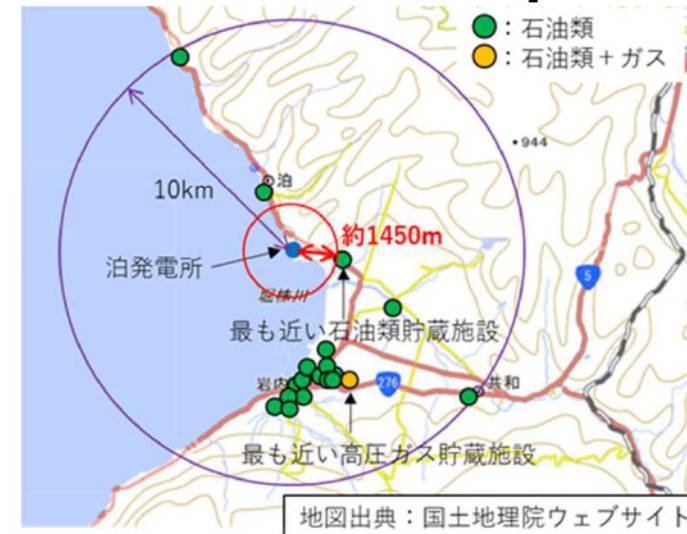 ：石油類
：石油類＋ガス
・944
10km
泊
約1450m
泊発電所
堀株川
5
最も近い石油類貯蔵施設
岩内
276
共和
最も近い高圧ガス貯蔵施設
地図出典：国土地理院ウェブサイト